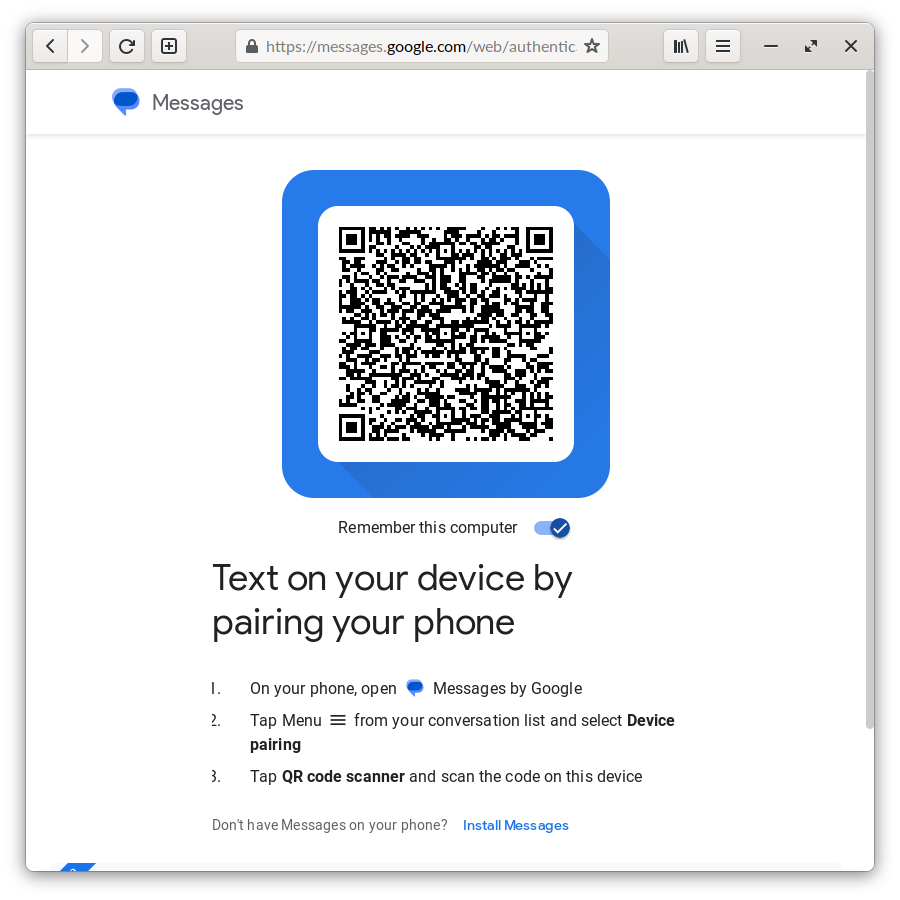 https://messages.google.com/web/authentic
Messages
Remember this computer
Text on your device by
pairing your phone
1. On your phone, open Messages by Google
2. Tap Menu from your conversation list and select Device
pairing
3. Tap QR code scanner and scan the code on this device
Don't have Messages on your phone? Install Messages